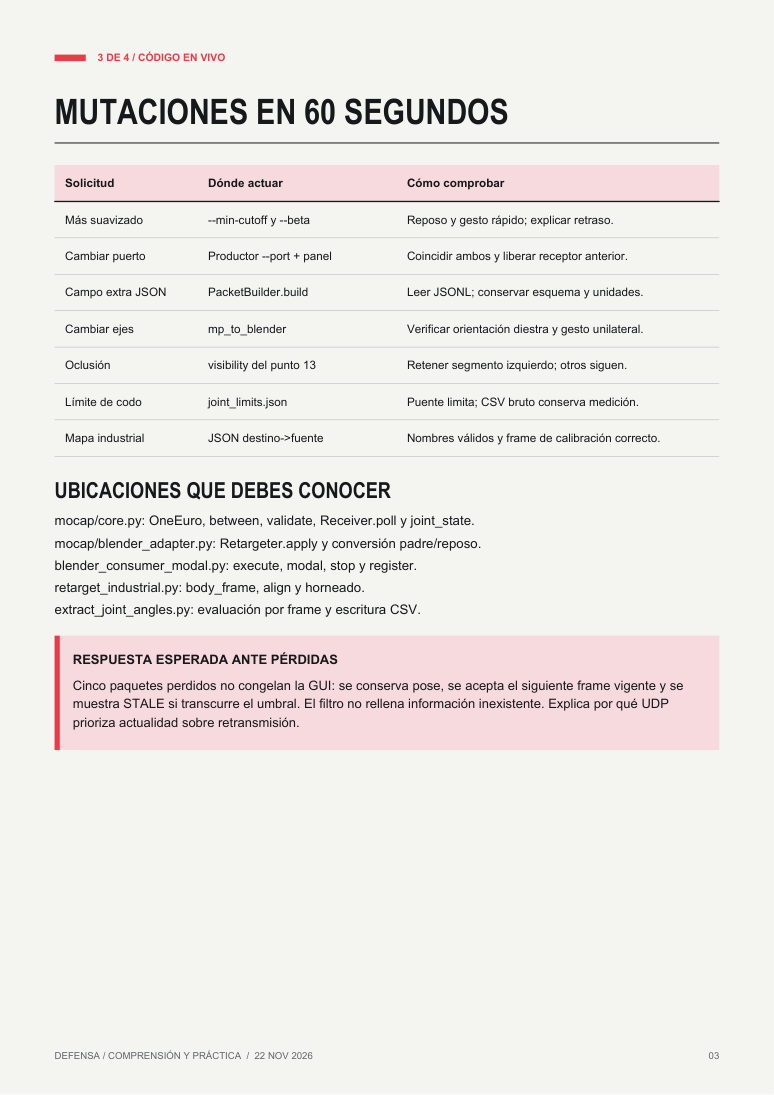 3 DE 4 / CÓDIGO EN VIVO
MUTACIONES EN 60 SEGUNDOS
Solicitud Dónde actuar Cómo comprobar
Más suavizado --min-cutoff y --beta Reposo y gesto rápido; explicar retraso.
Cambiar puerto Productor --port + panel Coincidir ambos y liberar receptor anterior.
Campo extra JSON PacketBuilder.build Leer JSONL; conservar esquema y unidades.
Cambiar ejes mp_to_blender Verificar orientación diestra y gesto unilateral.
Oclusión visibility del punto 13 Retener segmento izquierdo; otros siguen.
Límite de codo joint_limits.json Puente limita; CSV bruto conserva medición.
Mapa industrial JSON destino->fuente Nombres válidos y frame de calibración correcto.
UBICACIONES QUE DEBES CONOCER
mocap/core.py: OneEuro, between, validate, Receiver.poll y joint_state.
mocap/blender_adapter.py: Retargeter.apply y conversión padre/reposo.
blender_consumer_modal.py: execute, modal, stop y register.
retarget_industrial.py: body_frame, align y horneado.
extract_joint_angles.py: evaluación por frame y escritura CSV.
RESPUESTA ESPERADA ANTE PÉRDIDAS
Cinco paquetes perdidos no congelan la GUI: se conserva pose, se acepta el siguiente frame vigente y se
muestra STALE si transcurre el umbral. El filtro no rellena información inexistente. Explica por qué UDP
prioriza actualidad sobre retransmisión.
DEFENSA / COMPRENSIÓN Y PRÁCTICA / 22 NOV 2026 03